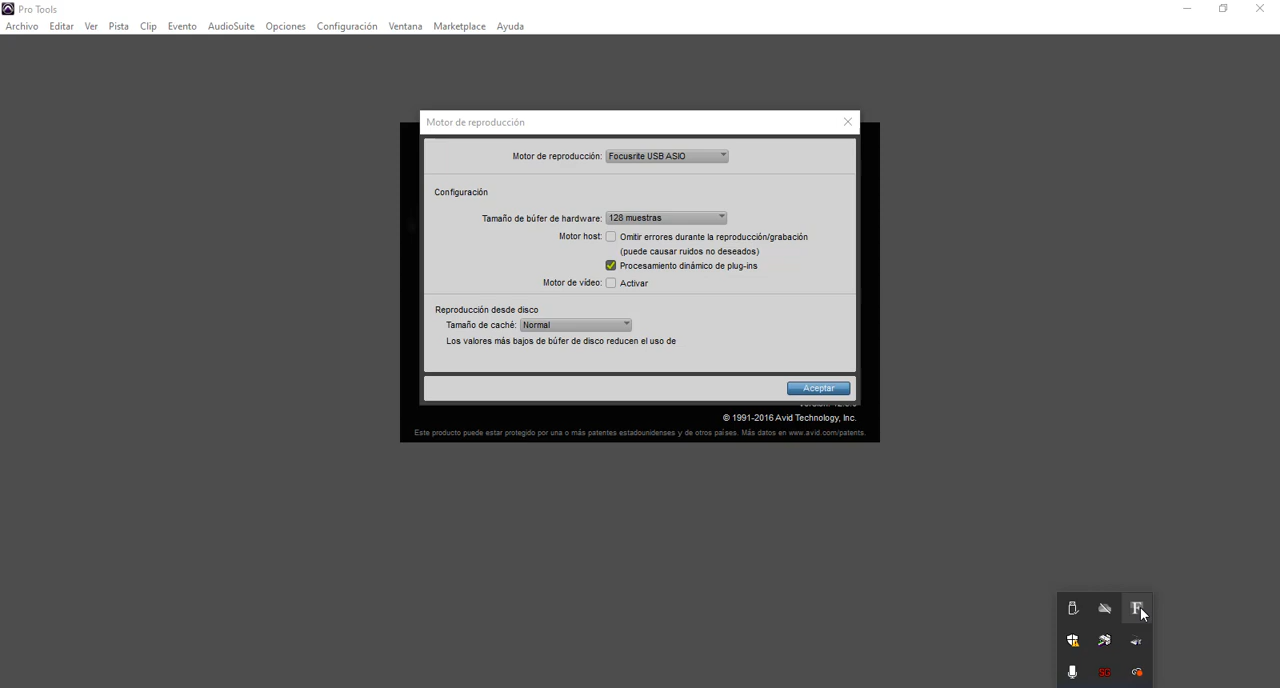 Pro Tools
Archivo Editar Ver Pista Clip Evento AudioSuite Opciones Configuración Ventana Marketplace Ayuda
Motor de reproducción
Motor de reproducción: Focusrite USB ASIO
Configuración
Tamaño de búfer de hardware: 128 muestras
Motor host: Omitir errores durante la reproducción/grabación
(puede causar ruidos no deseados)
Procesamiento dinámico de plug-ins
Motor de vídeo: Activar
Reproducción desde disco
Tamaño de caché: Normal
Los valores más bajos de búfer de disco reducen el uso de
Aceptar
© 1991-2016 Avid Technology, Inc.
Este producto puede estar protegido por una o más patentes estadounidenses y de otros países. Más datos en www.avid.com/patents.
F